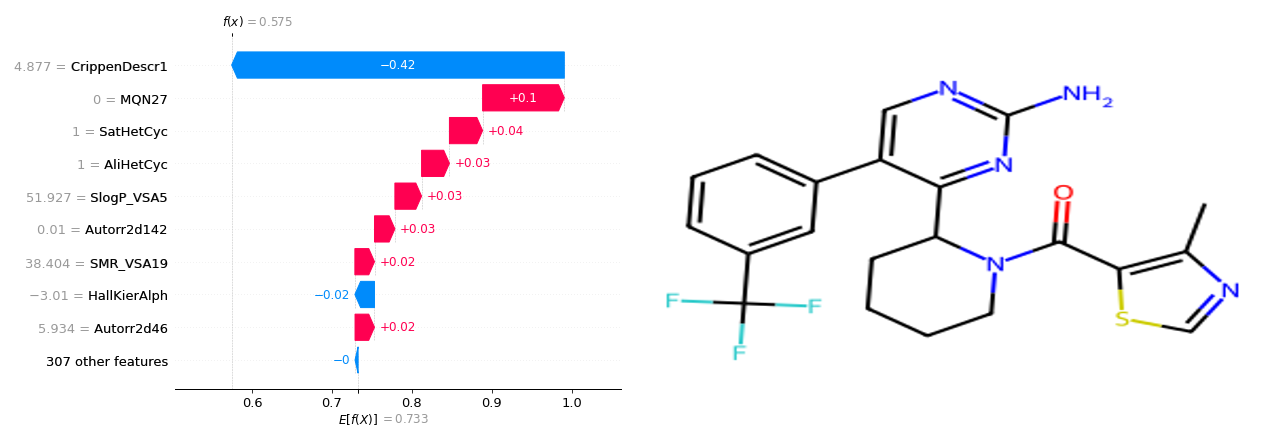 f(x) = 0.575
4.877 = CrippenDescr1
−0.42
0 = MQN27
+0.1
1 = SatHetCyc
+0.04
1 = AliHetCyc
+0.03
51.927 = SlogP_VSA5
+0.03
0.01 = Autorr2d142
+0.03
38.404 = SMR_VSA19
+0.02
−3.01 = HallKierAlph
−0.02
5.934 = Autorr2d46
+0.02
307 other features
−0
0.6 0.7 0.8 0.9 1.0
E[f(X)] = 0.733
N
NH2
N
O
N
N
S
F
F
F